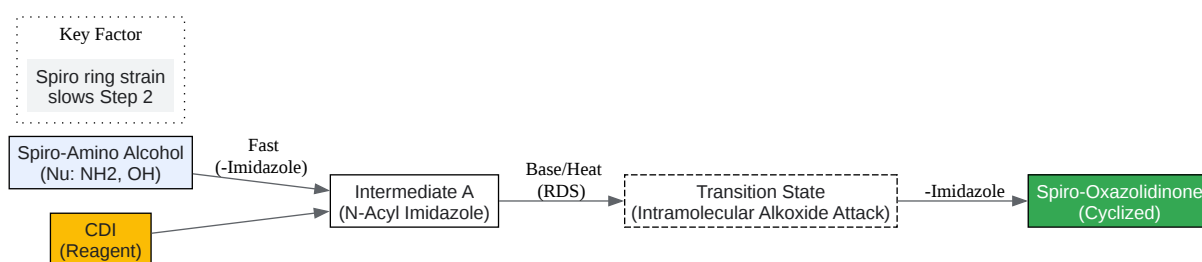 Key Factor
Spiro ring strain
slows Step 2
Spiro-Amino Alcohol
(Nu: NH2, OH)
Fast
(-Imidazole)
CDI
(Reagent)
Intermediate A
(N-Acyl Imidazole)
Base/Heat
(RDS)
Transition State
(Intramolecular Alkoxide Attack)
-Imidazole
Spiro-Oxazolidinone
(Cyclized)